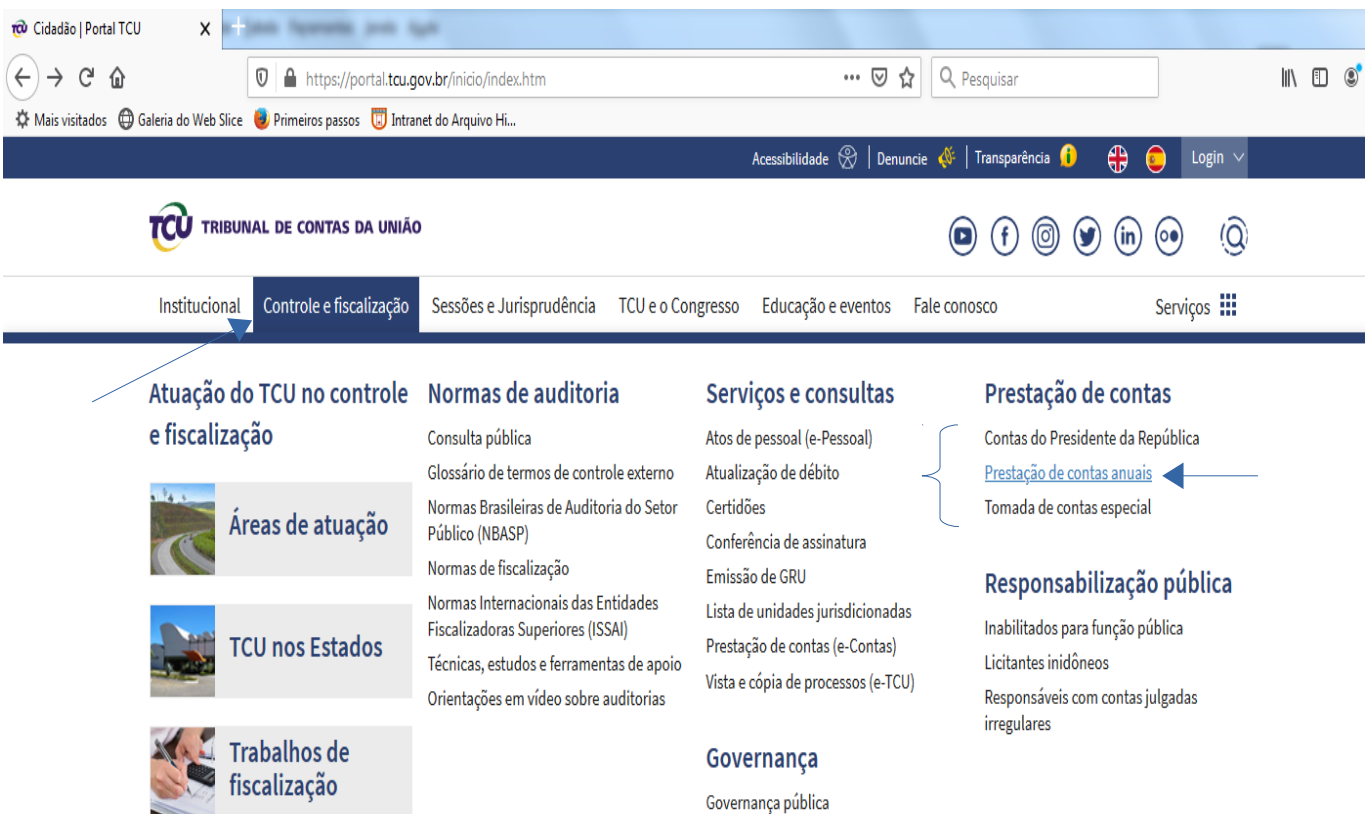 Cidadão | Portal TCU
https://portal.tcu.gov.br/inicio/index.htm
Pesquisar
Mais visitados Galeria do Web Slice Primeiros passos Intranet do Arquivo Hi...
Acessibilidade | Denuncie | Transparência Login
TCU TRIBUNAL DE CONTAS DA UNIÃO
Institucional Controle e fiscalização Sessões e Jurisprudência TCU e o Congresso Educação e eventos Fale conosco Serviços
Atuação do TCU no controle
e fiscalização
Áreas de atuação
TCU nos Estados
Trabalhos de
fiscalização
Normas de auditoria
Consulta pública
Glossário de termos de controle externo
Normas Brasileiras de Auditoria do Setor
Público (NBASP)
Normas de fiscalização
Normas Internacionais das Entidades
Fiscalizadoras Superiores (ISSAI)
Técnicas, estudos e ferramentas de apoio
Orientações em vídeo sobre auditorias
Serviços e consultas
Atos de pessoal (e-Pessoal)
Atualização de débito
Certidões
Conferência de assinatura
Emissão de GRU
Lista de unidades jurisdicionadas
Prestação de contas (e-Contas)
Vista e cópia de processos (e-TCU)
Governança
Governança pública
Prestação de contas
Contas do Presidente da República
Prestação de contas anuais
Tomada de contas especial
Responsabilização pública
Inabilitados para função pública
Licitantes inidôneos
Responsáveis com contas julgadas
irregulares